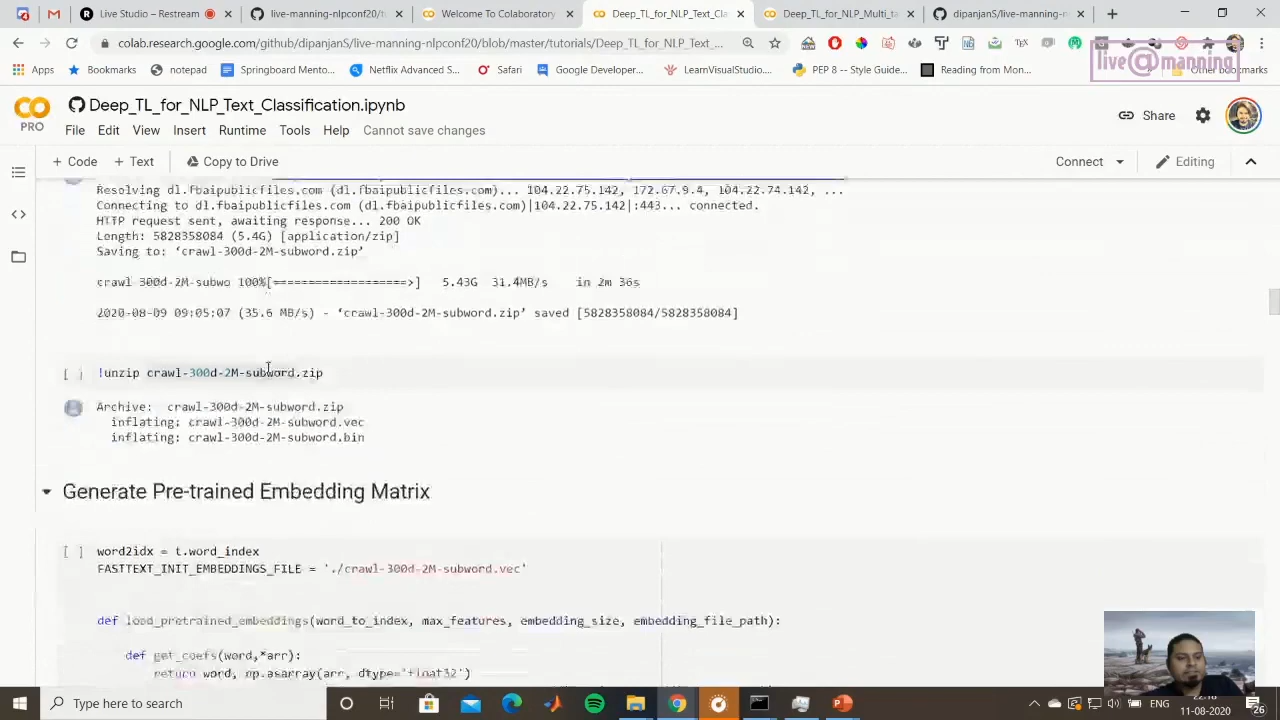 Riva Studio -
live-manning-nlpconf20/t
Welcome To Colaboratory
Deep_TL_for_NLP_Text_Cla
Deep_TL_for_NLP_Multi_ta
dipanjanS/live-manning-n
colab.research.google.com/github/dipanjanS/live-manning-nlpconf20/blob/master/tutorials/Deep_TL_for_NLP_Text_...
live@manning
Apps
Bookmarks
notepad
Springboard Mento...
Netflix Advanced S...
Safari
Google Developer...
LearnVisualStudio...
PEP 8 -- Style Guide...
Reading from Mon...
Other bookmarks
CO
PRO
Deep_TL_for_NLP_Text_Classification.ipynb
File Edit View Insert Runtime Tools Help Cannot save changes
Share
+ Code + Text Copy to Drive
Connect
Editing
Resolving dl.fbaipublicfiles.com (dl.fbaipublicfiles.com)... 104.22.75.142, 172.67.9.4, 104.22.74.142, ...
Connecting to dl.fbaipublicfiles.com (dl.fbaipublicfiles.com)|104.22.75.142|:443... connected.
HTTP request sent, awaiting response... 200 OK
Length: 5828358084 (5.4G) [application/zip]
Saving to: ‘crawl-300d-2M-subword.zip’
crawl-300d-2M-subwo 100%[===================>] 5.43G 31.4MB/s in 2m 36s
2020-08-09 09:05:07 (35.6 MB/s) - ‘crawl-300d-2M-subword.zip’ saved [5828358084/5828358084]
[ ] !unzip crawl-300d-2M-subword.zip
Archive: crawl-300d-2M-subword.zip
inflating: crawl-300d-2M-subword.vec
inflating: crawl-300d-2M-subword.bin
Generate Pre-trained Embedding Matrix
[ ] word2idx = t.word_index
FASTTEXT_INIT_EMBEDDINGS_FILE = './crawl-300d-2M-subword.vec'
def load_pretrained_embeddings(word_to_index, max_features, embedding_size, embedding_file_path):
def get_coefs(word,*arr):
return word, np.asarray(arr, dtype='float32')
Type here to search
ENG
22:18
11-08-2020
26